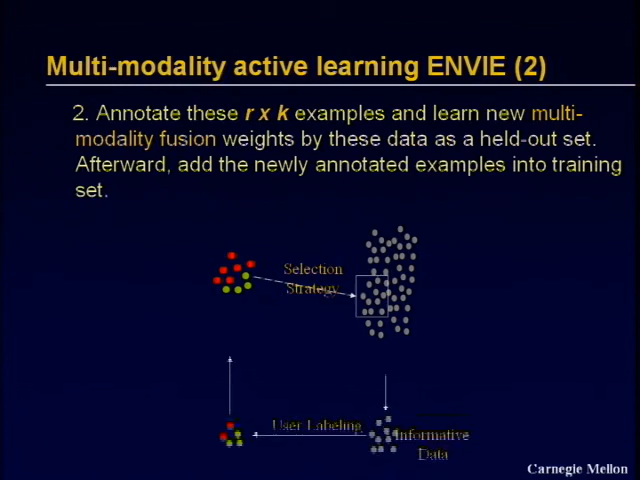 Multi-modality active learning ENVIE (2)
2. Annotate these r x k examples and learn new multi-
modality fusion weights by these data as a held-out set.
Afterward, add the newly annotated examples into training
set.
Selection
Strategy
User Labeling
Informative
Data
Carnegie Mellon